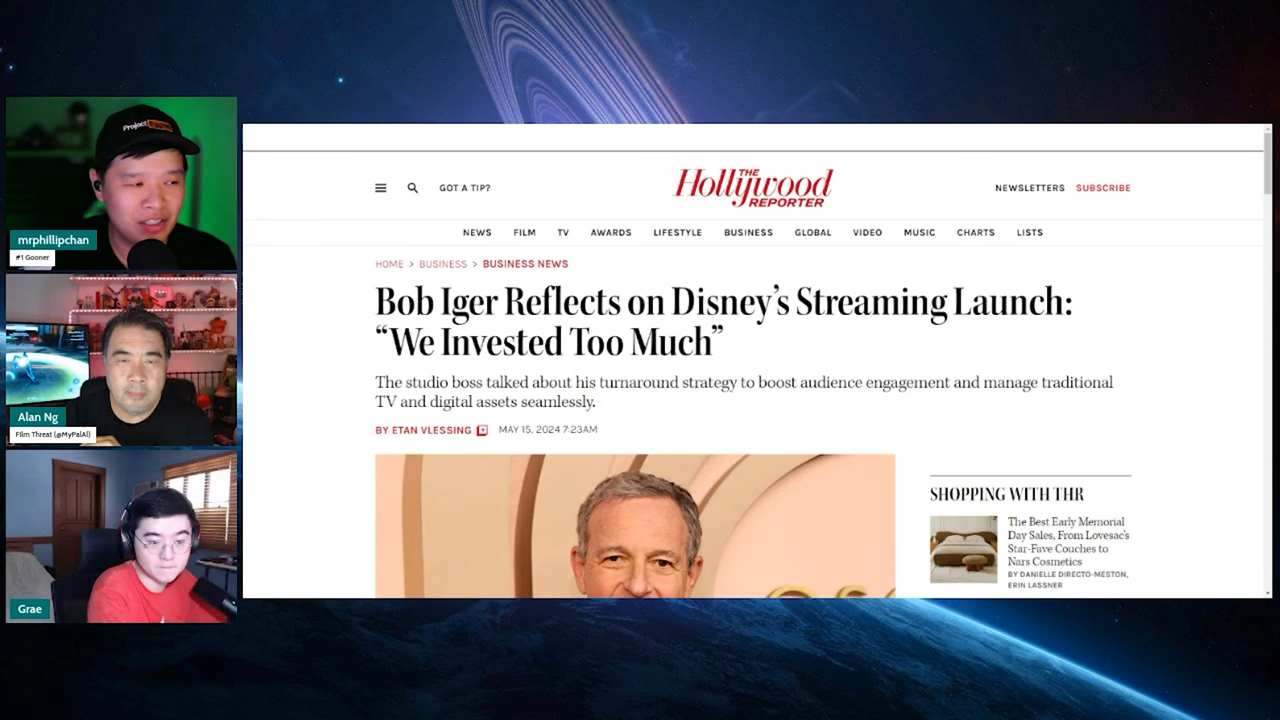 Project
mrphillipchan
#1 Gooner
Alan Ng
Film Threat (@MyPalAl)
Grae
GOT A TIP?
THE
Hollywood
REPORTER
NEWSLETTERS SUBSCRIBE
NEWS FILM TV AWARDS LIFESTYLE BUSINESS GLOBAL VIDEO MUSIC CHARTS LISTS
HOME > BUSINESS > BUSINESS NEWS
Bob Iger Reflects on Disney’s Streaming Launch:
“We Invested Too Much”
The studio boss talked about his turnaround strategy to boost audience engagement and manage traditional
TV and digital assets seamlessly.
BY ETAN VLESSING MAY 15, 2024 7:23AM
SHOPPING WITH THR
The Best Early Memorial
Day Sales, From Lovesac's
Star-Fave Couches to
Nars Cosmetics
BY DANIELLE DIRECTO-MESTON,
ERIN LASSNER